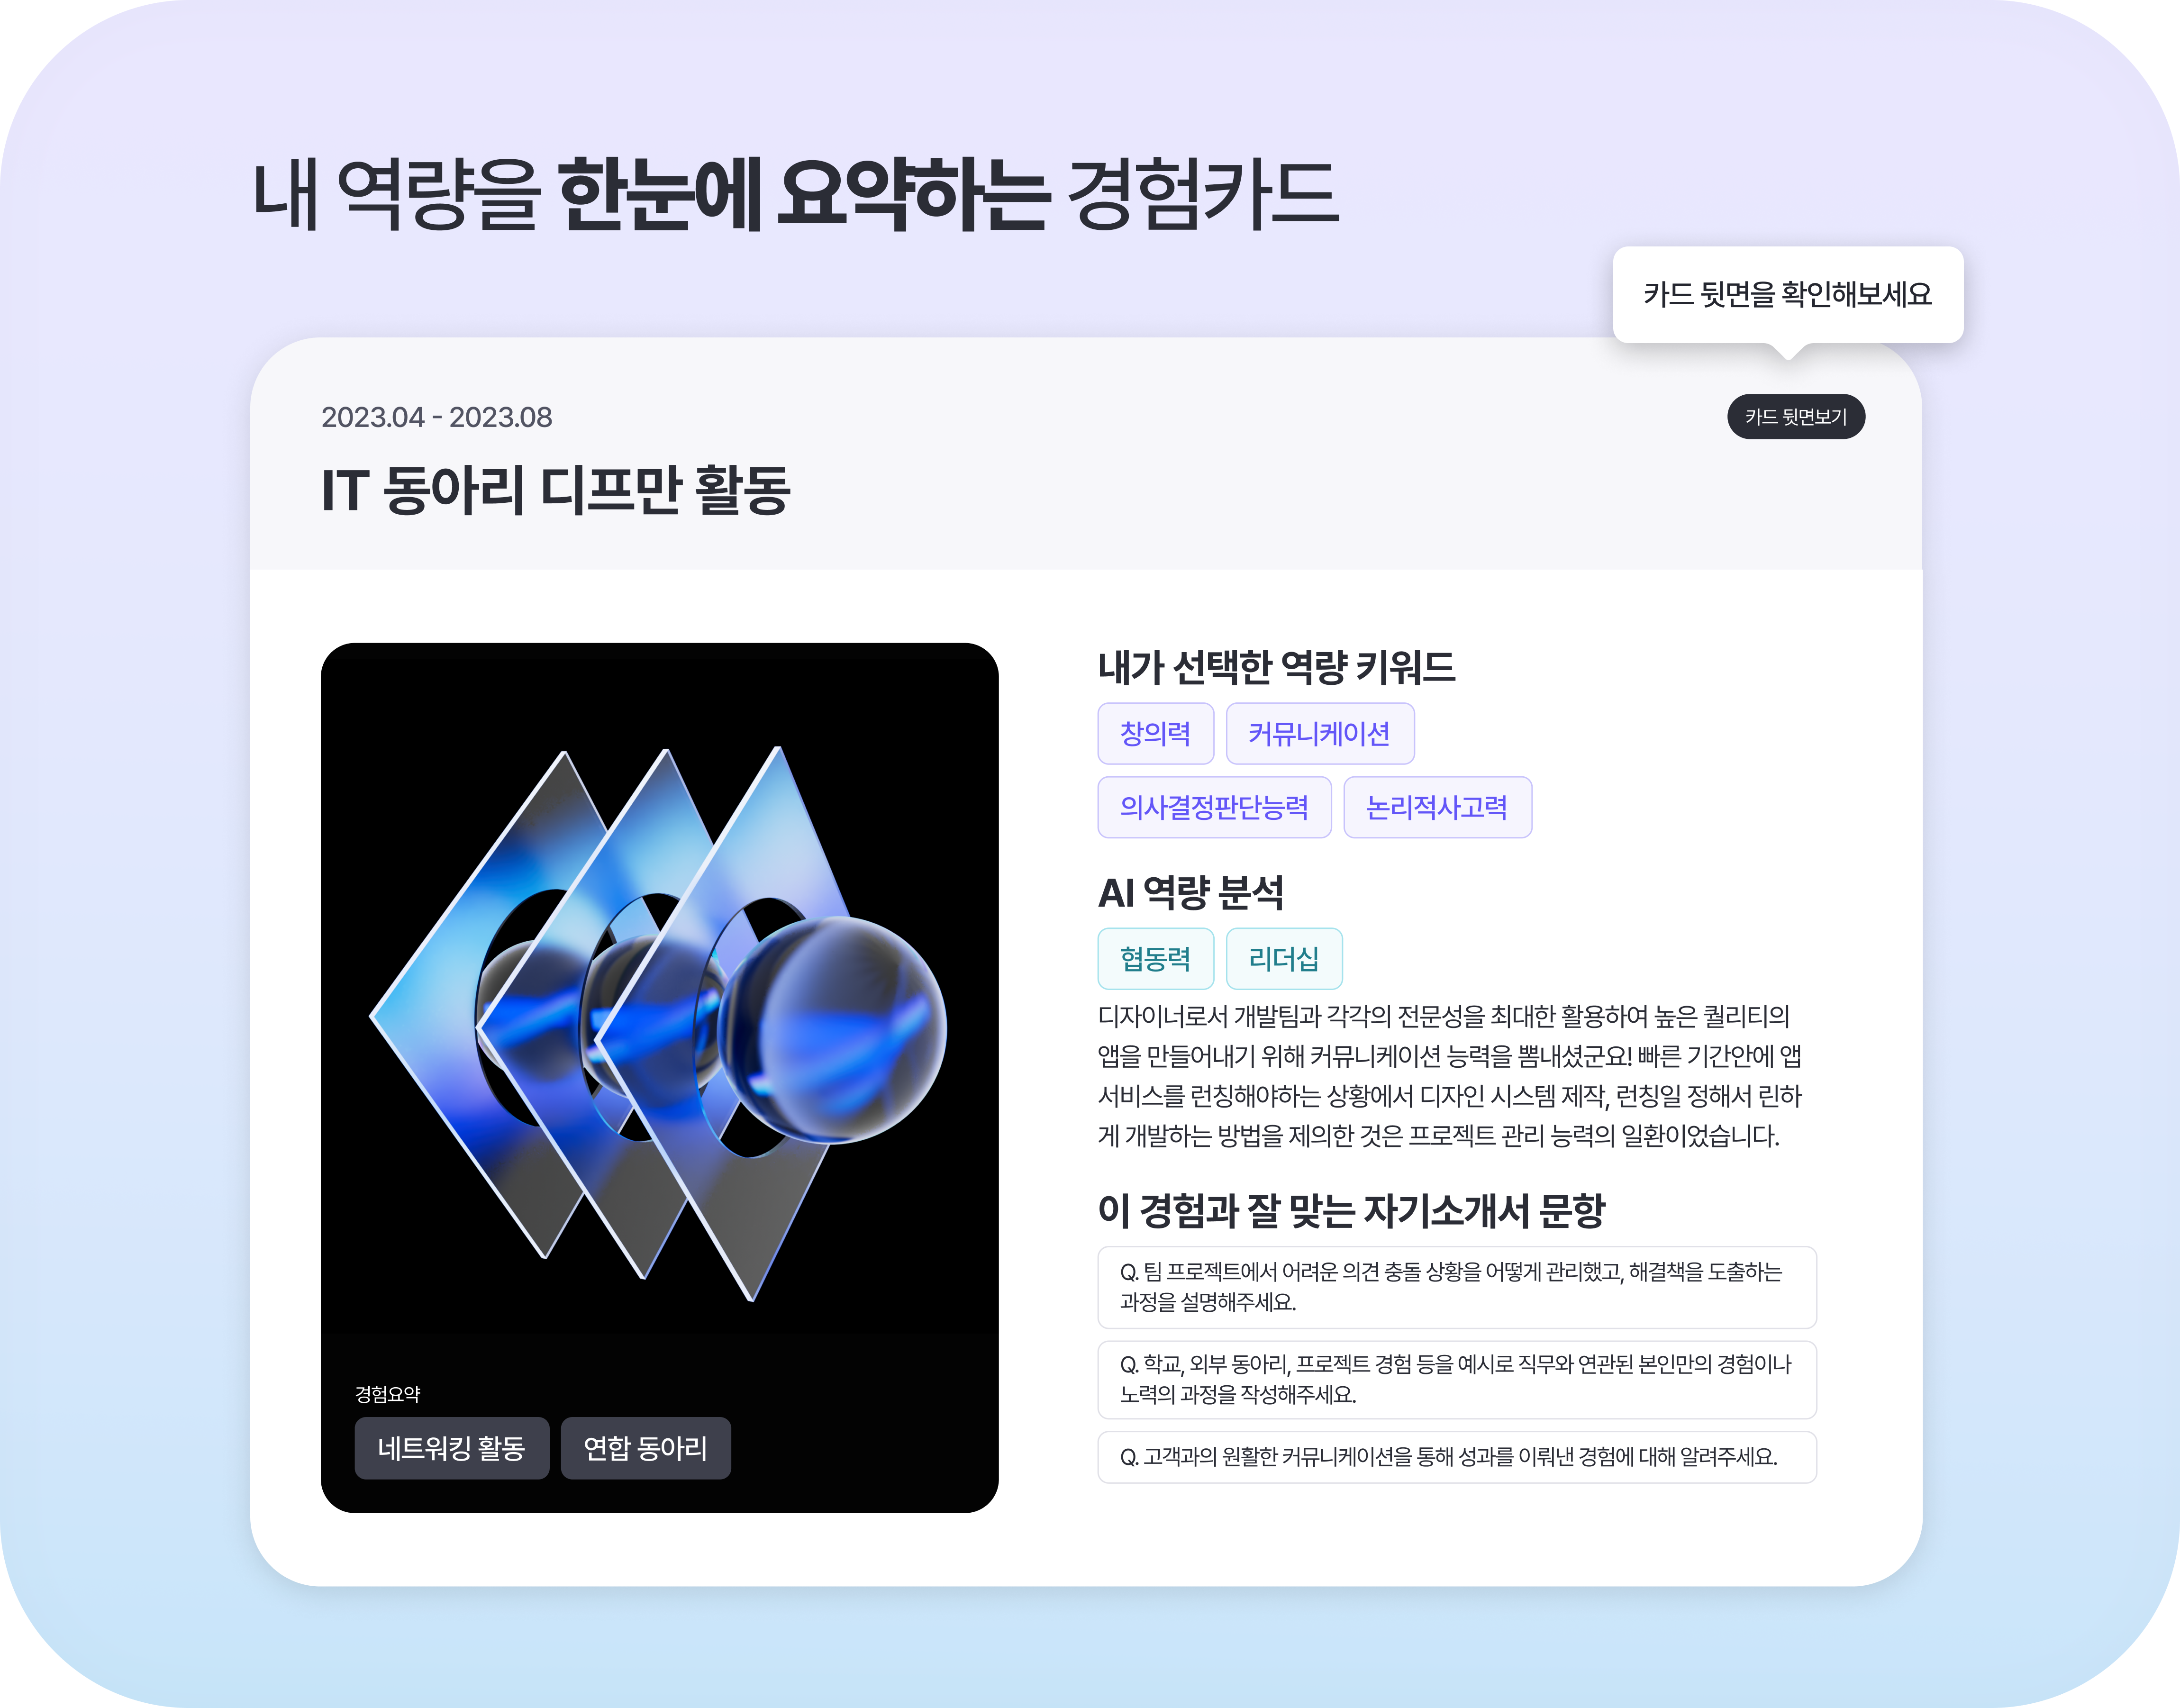 내 역량을 한눈에 요약하는 경험카드
카드 뒷면을 확인해보세요
2023.04 - 2023.08
카드 뒷면보기
IT 동아리 디프만 활동
내가 선택한 역량 키워드
창의력 커뮤니케이션
의사결정판단능력 논리적사고력
AI 역량 분석
협동력 리더십
디자이너로서 개발팀과 각각의 전문성을 최대한 활용하여 높은 퀄리티의
앱을 만들어내기 위해 커뮤니케이션 능력을 뽐내셨군요! 빠른 기간안에 앱
서비스를 런칭해야하는 상황에서 디자인 시스템 제작, 런칭일 정해서 린하
게 개발하는 방법을 제의한 것은 프로젝트 관리 능력의 일환이었습니다.
이 경험과 잘 맞는 자기소개서 문항
Q. 팀 프로젝트에서 어려운 의견 충돌 상황을 어떻게 관리했고, 해결책을 도출하는
과정을 설명해주세요.
Q. 학교, 외부 동아리, 프로젝트 경험 등을 예시로 직무와 연관된 본인만의 경험이나
노력의 과정을 작성해주세요.
Q. 고객과의 원활한 커뮤니케이션을 통해 성과를 이뤄낸 경험에 대해 알려주세요.
경험요약
네트워킹 활동 연합 동아리